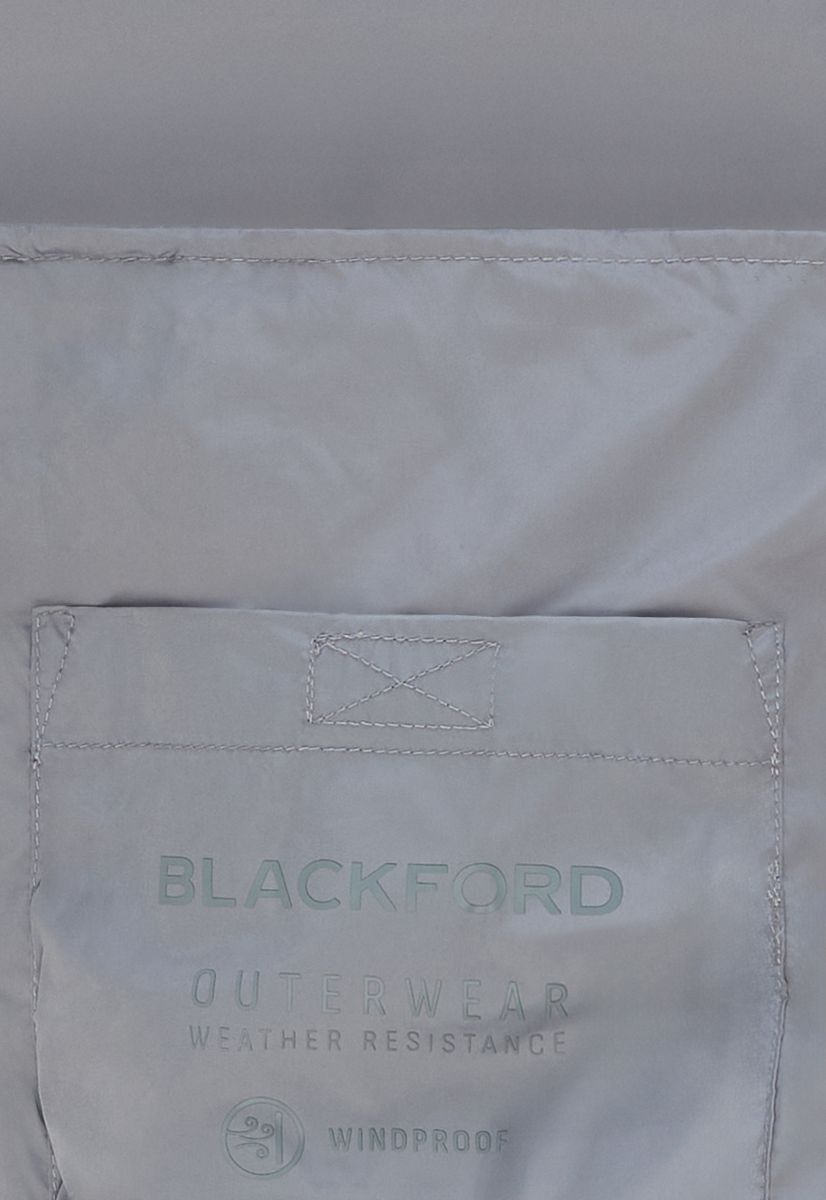 BLACKFORD
OUTERWEAR
WEATHER RESISTANCE
WINDPROOF